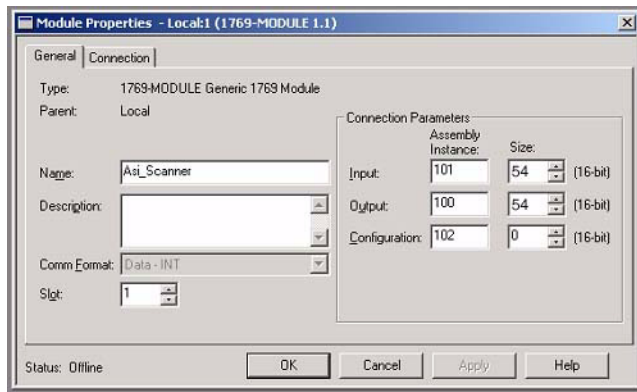 Module Properties - Local:1 (1769-MODULE 1.1)
General
Connection
Type: 1769-MODULE Generic 1769 Module
Parent: Local
Connection Parameters
Assembly Instance:
Size:
Name: Asi_Scanner
Input: 101 54 (16-bit)
Description:
Output: 100 54 (16-bit)
Configuration: 102 0 (16-bit)
Comm Format: Data - INT
Slot: 1
Status: Offline
OK
Cancel
Apply
Help